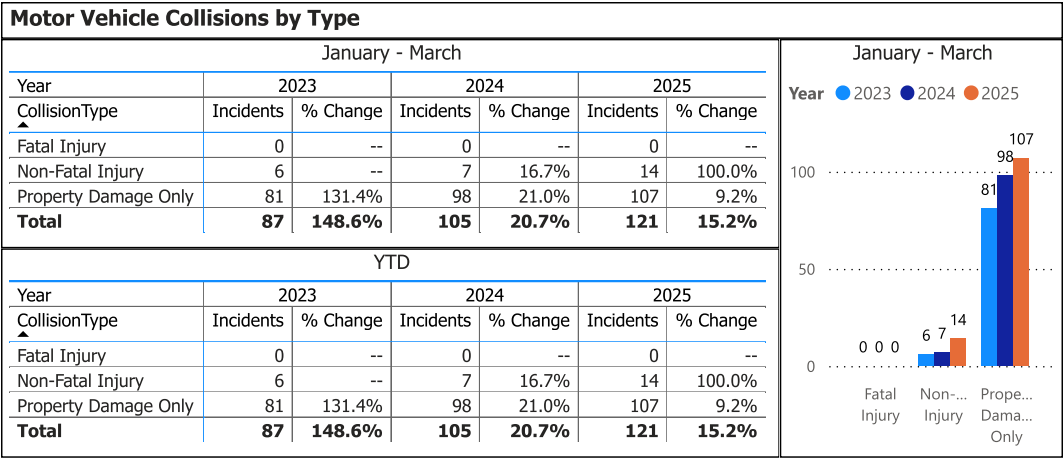 Motor Vehicle Collisions by Type
January - March
Year 2023 2024 2025
CollisionType Incidents % Change Incidents % Change Incidents % Change
Fatal Injury 0 -- 0 -- 0 --
Non-Fatal Injury 6 -- 7 16.7% 14 100.0%
Property Damage Only 81 131.4% 98 21.0% 107 9.2%
Total 87 148.6% 105 20.7% 121 15.2%
YTD
Year 2023 2024 2025
CollisionType Incidents % Change Incidents % Change Incidents % Change
Fatal Injury 0 -- 0 -- 0 --
Non-Fatal Injury 6 -- 7 16.7% 14 100.0%
Property Damage Only 81 131.4% 98 21.0% 107 9.2%
Total 87 148.6% 105 20.7% 121 15.2%
January - March
Year 2023 2024 2025
107
98
100
81
50
14
6 7
0 0 0
0
Fatal Non-... Prope...
Injury Injury Dama...
Only